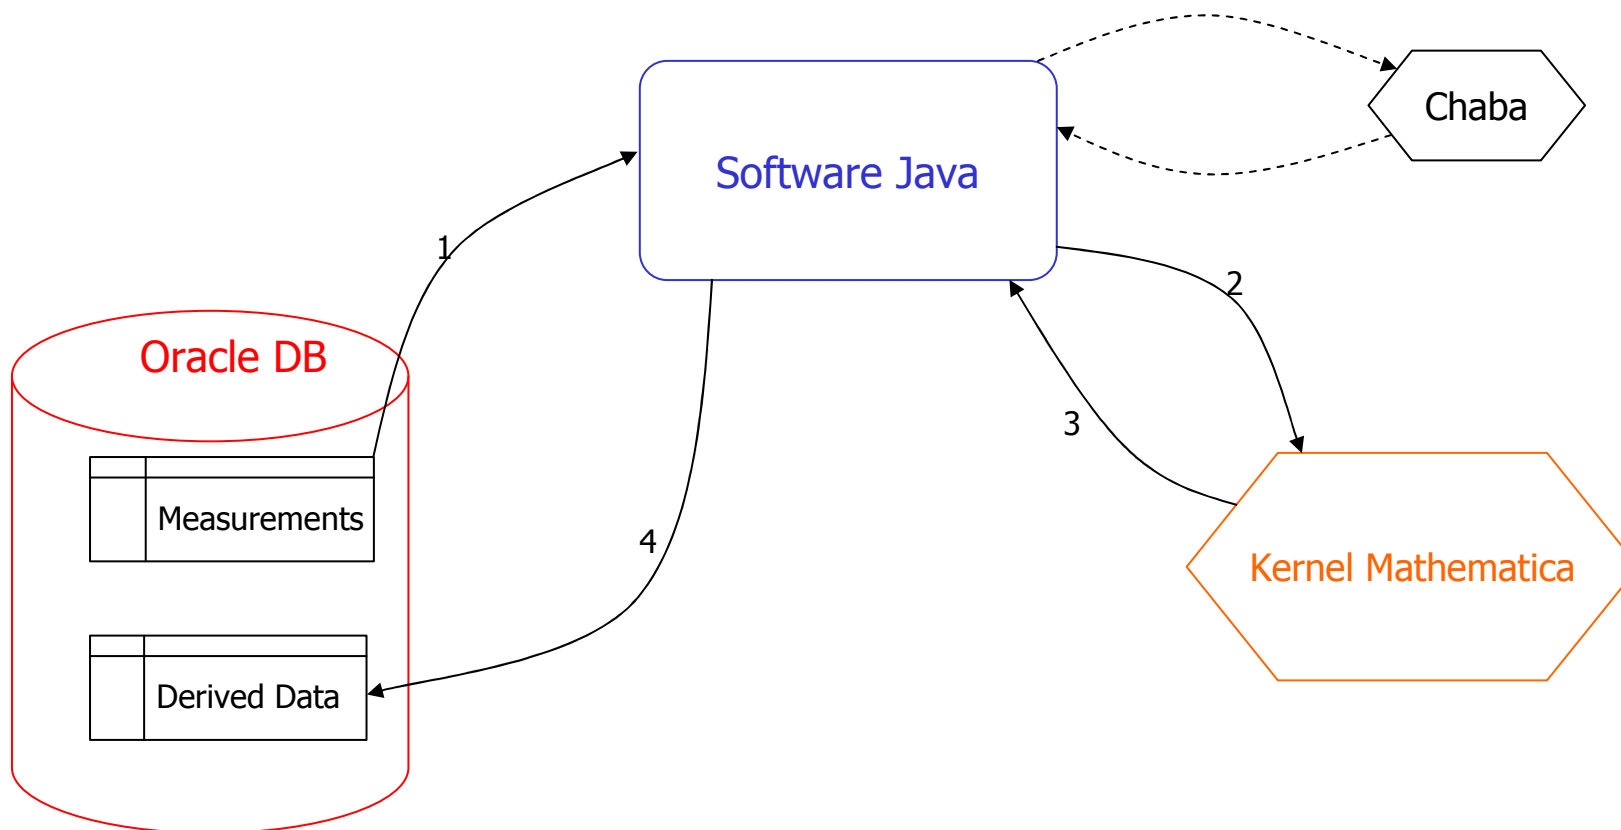 Chaba
Software Java
1
2
Oracle DB
3
Measurements
4
Kernel Mathematica
Derived Data